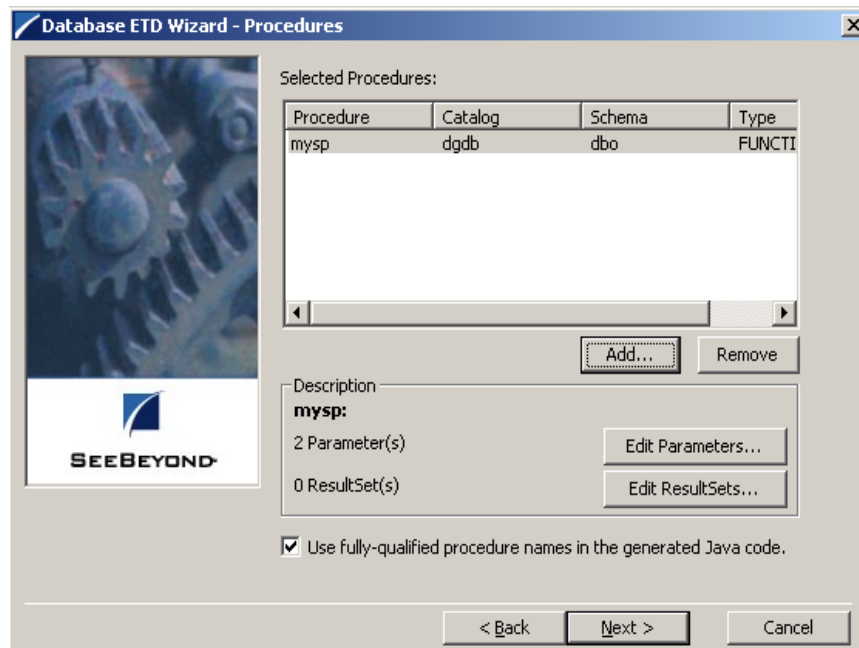 Database ETD Wizard - Procedures
Selected Procedures:
Procedure Catalog Schema Type
mysp dgdb dbo FUNCTI
Add... Remove
Description
mysp:
2 Parameter(s) Edit Parameters...
SEEBEYOND
0 ResultSet(s) Edit ResultSets...
Use fully-qualified procedure names in the generated Java code.
< Back Next > Cancel